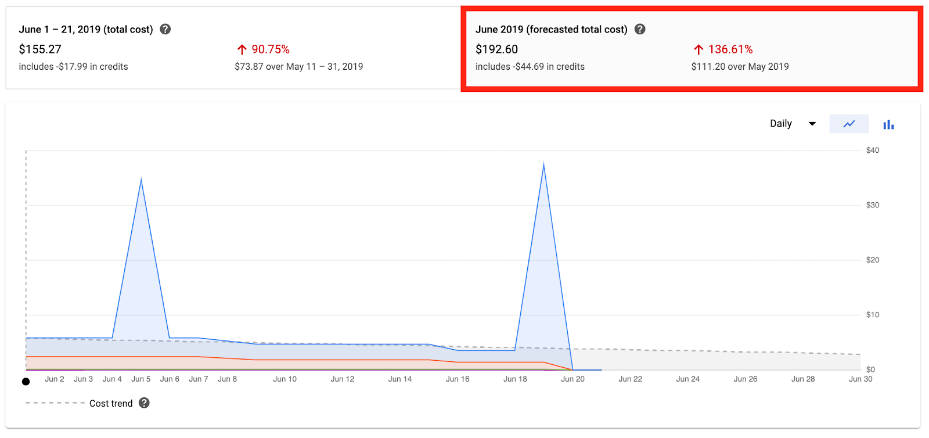 June 1 – 21, 2019 (total cost)
$155.27
90.75%
includes -$17.99 in credits
$73.87 over May 11 – 31, 2019
June 2019 (forecasted total cost)
$192.60
136.61%
includes -$44.69 in credits
$111.20 over May 2019
Daily
$40
$30
$20
$10
$0
Jun 2 Jun 3 Jun 4 Jun 5 Jun 6 Jun 7 Jun 8 Jun 10 Jun 12 Jun 14 Jun 16 Jun 18 Jun 20 Jun 22 Jun 24 Jun 26 Jun 28 Jun 30
Cost trend